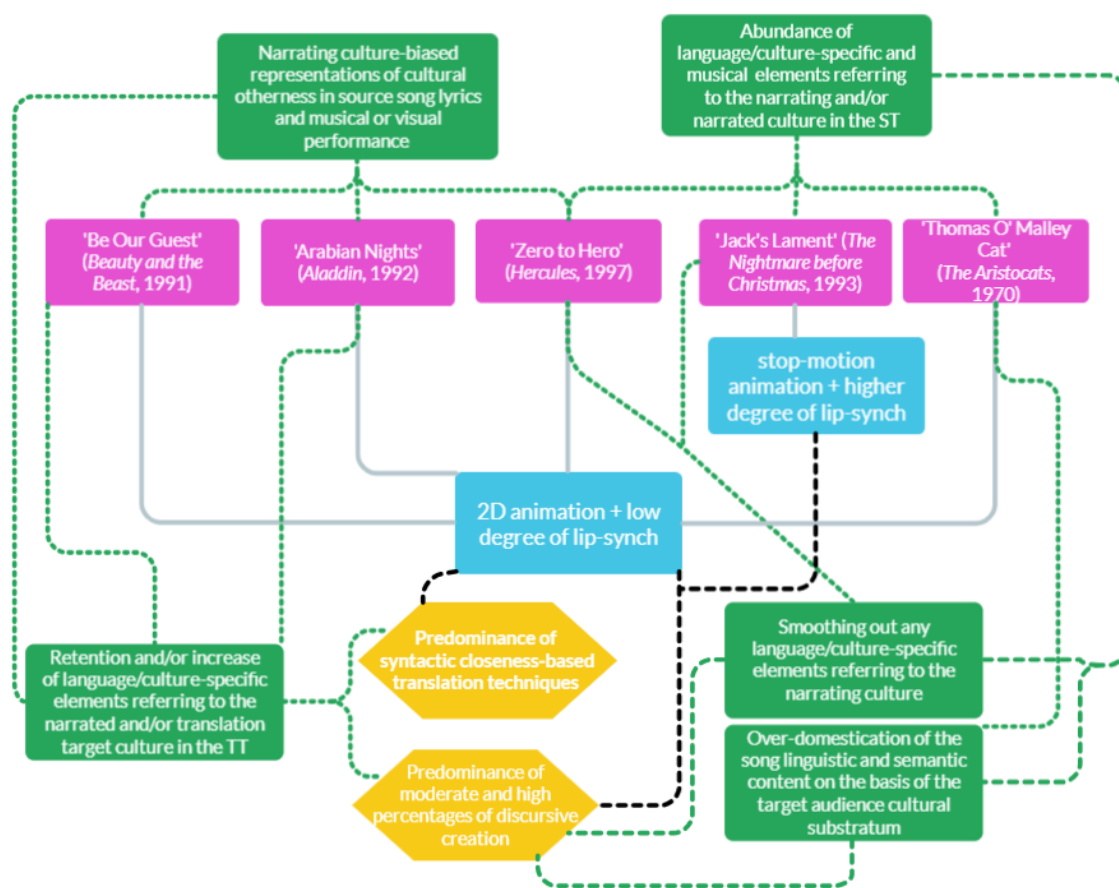 Narrating culture-biased
representations of cultural
otherness in source song lyrics
and musical or visual
performance
Abundance of
language/culture-specific and
musical elements referring
to the narrating and/or
narrated culture in the ST
'Be Our Guest'
(Beauty and the
Beast, 1991)
'Arabian Nights'
(Aladdin, 1992)
'Zero to Hero'
(Hercules, 1997)
'Jack's Lament' (The
Nightmare before
Christmas, 1993)
'Thomas O' Malley
Cat'
(The Aristocats,
1970)
stop-motion
animation + higher
degree of lip-synch
2D animation + low
degree of lip-synch
Predominance of
syntactic closeness-based
translation techniques
Smoothing out any
language/culture-specific
elements referring to the
narrating culture
Retention and/or increase
of language/culture-specific
elements referring to the
narrated and/or translation
target culture in the TT
Predominance of
moderate and high
percentages of discursive
creation
Over-domestication of the
song linguistic and semantic
content on the basis of the
target audience cultural
substratum